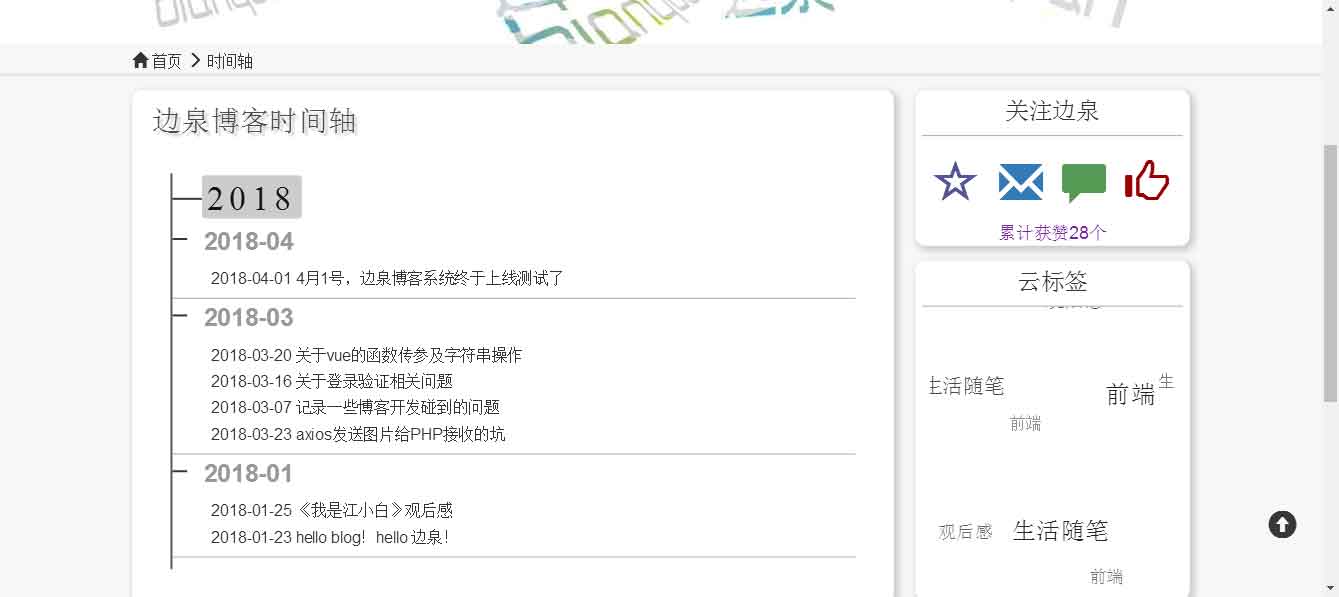 首页 > 时间轴
边泉博客时间轴
2018
2018-04
2018-04-01 4月1号，边泉博客系统终于上线测试了
2018-03
2018-03-20 关于vue的函数传参及字符串操作
2018-03-16 关于登录验证相关问题
2018-03-07 记录一些博客开发碰到的问题
2018-03-23 axios发送图片给PHP接收的坑
2018-01
2018-01-25 《我是江小白》观后感
2018-01-23 hello blog！hello 边泉！
关注边泉
累计获赞28个
云标签
生活随笔
前端
生
前端
观后感
生活随笔
前端